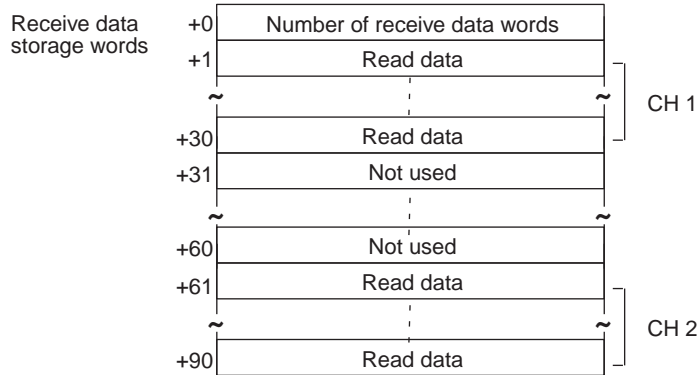 Receive data
storage words
+0 Number of receive data words
+1 Read data
CH 1
+30 Read data
+31 Not used
+60 Not used
+61 Read data
CH 2
+90 Read data